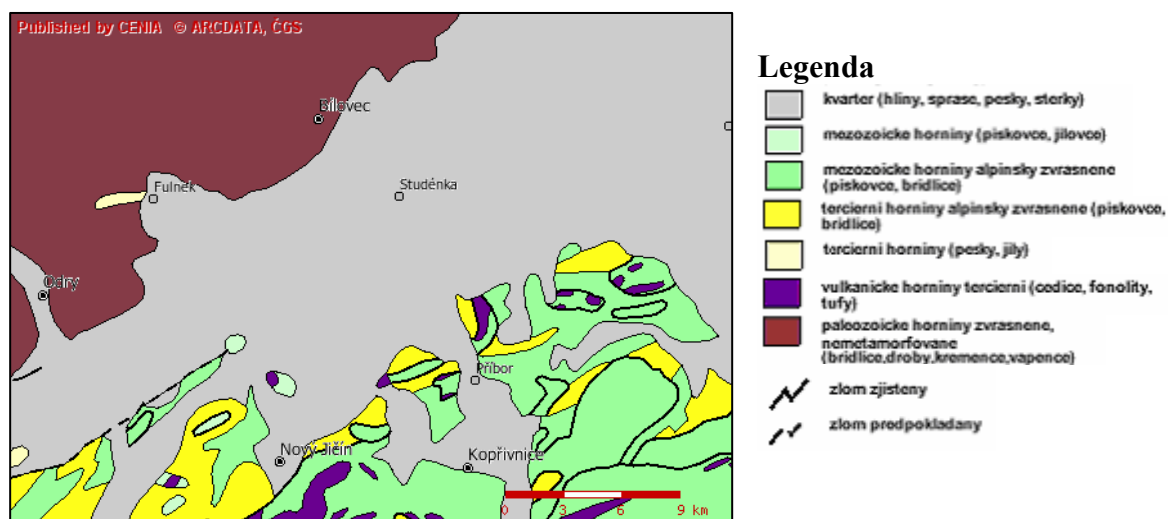 Published by CENIA © ARCDATA, ČGS
Bílovec
Fulnek
Studénka
Odry
Příbor
Nový Jičín
Kopřivnice
0 3 6 9 km
Legenda
kvarter (hliny, sprase, pesky, sterky)
mezozoicke horniny (piskovce, jilovce)
mezozoicke horniny alpinsky zvrasnene
(piskovce, bridlice)
tercierni horniny alpinsky zvrasnene (piskovce,
bridlice)
tercierni horniny (pesky, jily)
vulkanicke horniny tercierni (cedice, fonolity,
tufy)
paleozoicke horniny zvrasnene,
nemetamorfovane
(bridlice,droby,kremence,vapence)
zlom zjisteny
zlom predpokladany